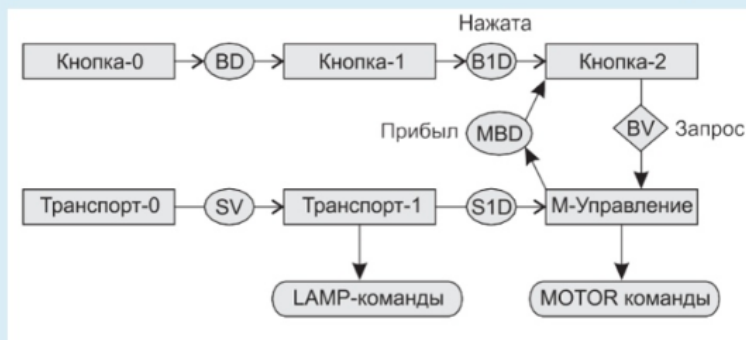 Нажата
Кнопка-0 BD Кнопка-1 B1D Кнопка-2
Прибыл MBD BV Запрос
Транспорт-0 SV Транспорт-1 S1D М-Управление
LAMP-команды MOTOR команды